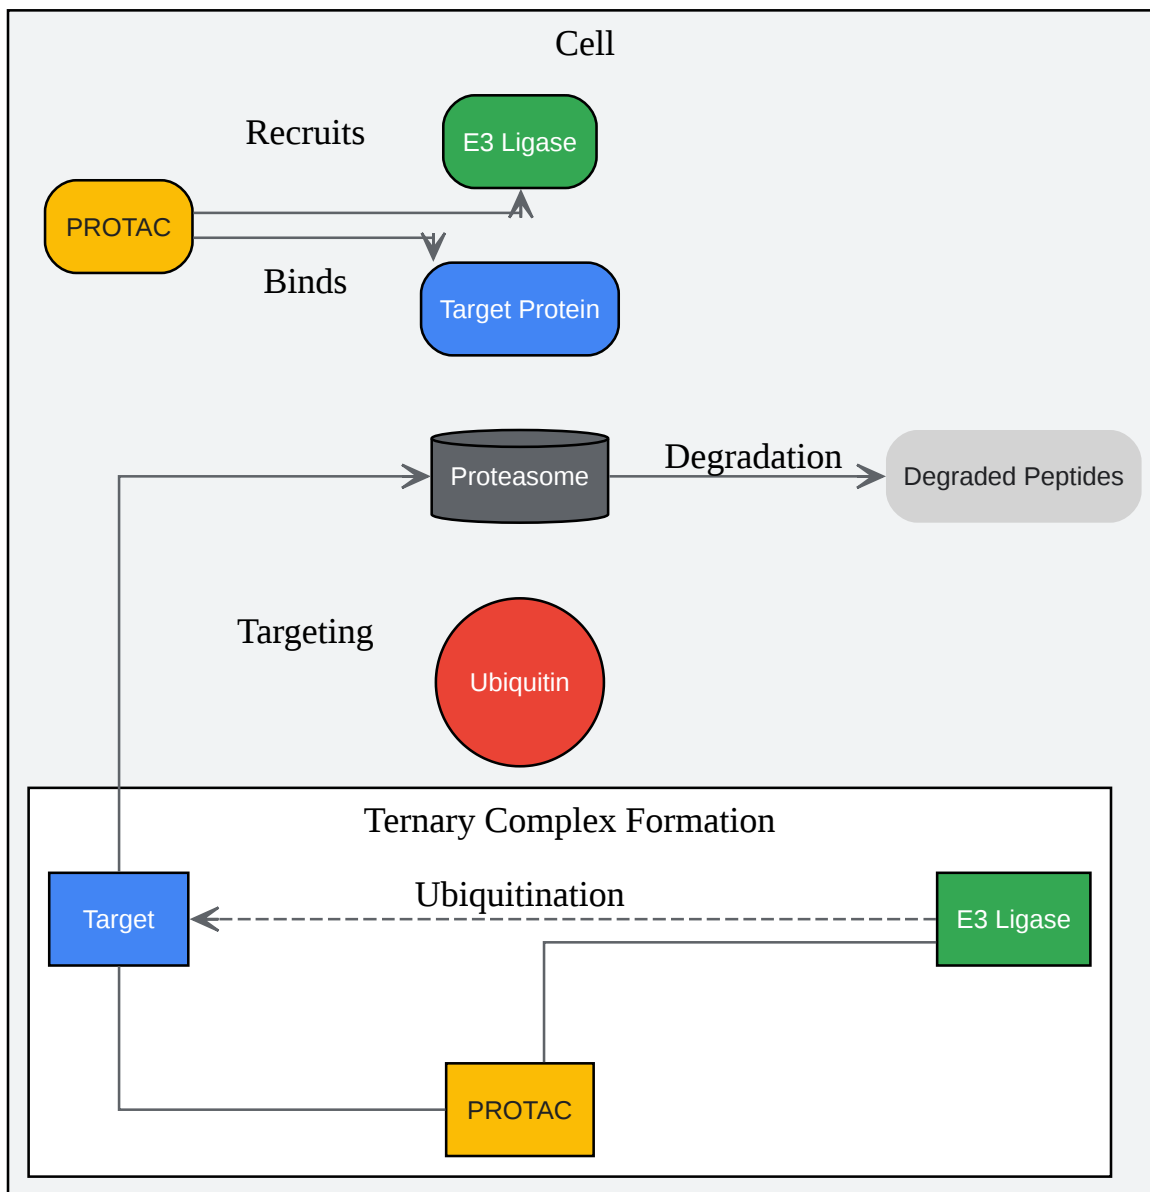 Cell
Recruits
E3 Ligase
PROTAC
Binds
Target Protein
Proteasome
Degradation
Degraded Peptides
Targeting
Ubiquitin
Ternary Complex Formation
Target
Ubiquitination
E3 Ligase
PROTAC